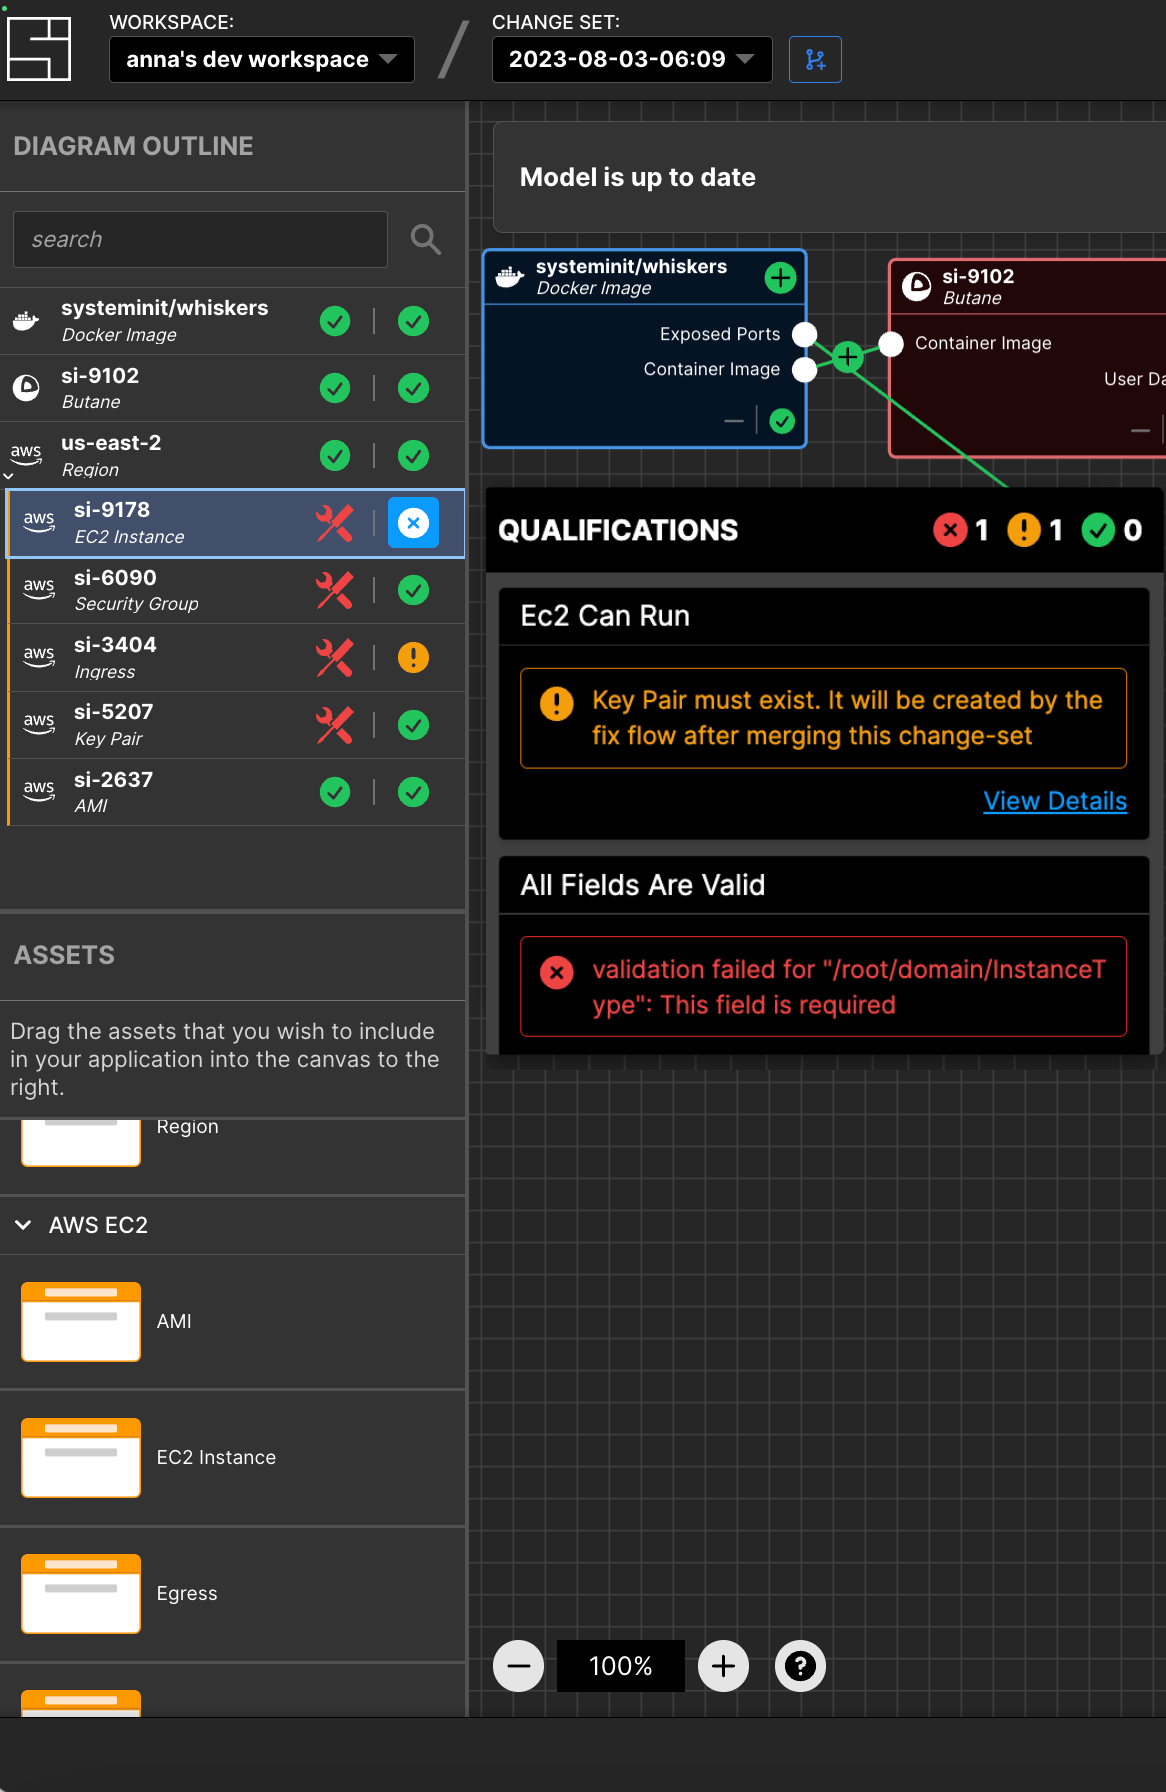 WORKSPACE:
anna's dev workspace
CHANGE SET:
2023-08-03-06:09
DIAGRAM OUTLINE
search
systeminit/whiskers
Docker Image
si-9102
Butane
aws
us-east-2
Region
aws
si-9178
EC2 Instance
aws
si-6090
Security Group
aws
si-3404
Ingress
aws
si-5207
Key Pair
aws
si-2637
AMI
ASSETS
Drag the assets that you wish to include
in your application into the canvas to the
right.
Region
AWS EC2
AMI
EC2 Instance
Egress
Model is up to date
systeminit/whiskers
Docker Image
Exposed Ports
Container Image
si-9102
Butane
Container Image
User Da
QUALIFICATIONS
1
1
0
Ec2 Can Run
Key Pair must exist. It will be created by the
fix flow after merging this change-set
View Details
All Fields Are Valid
validation failed for "/root/domain/InstanceT
ype": This field is required
100%